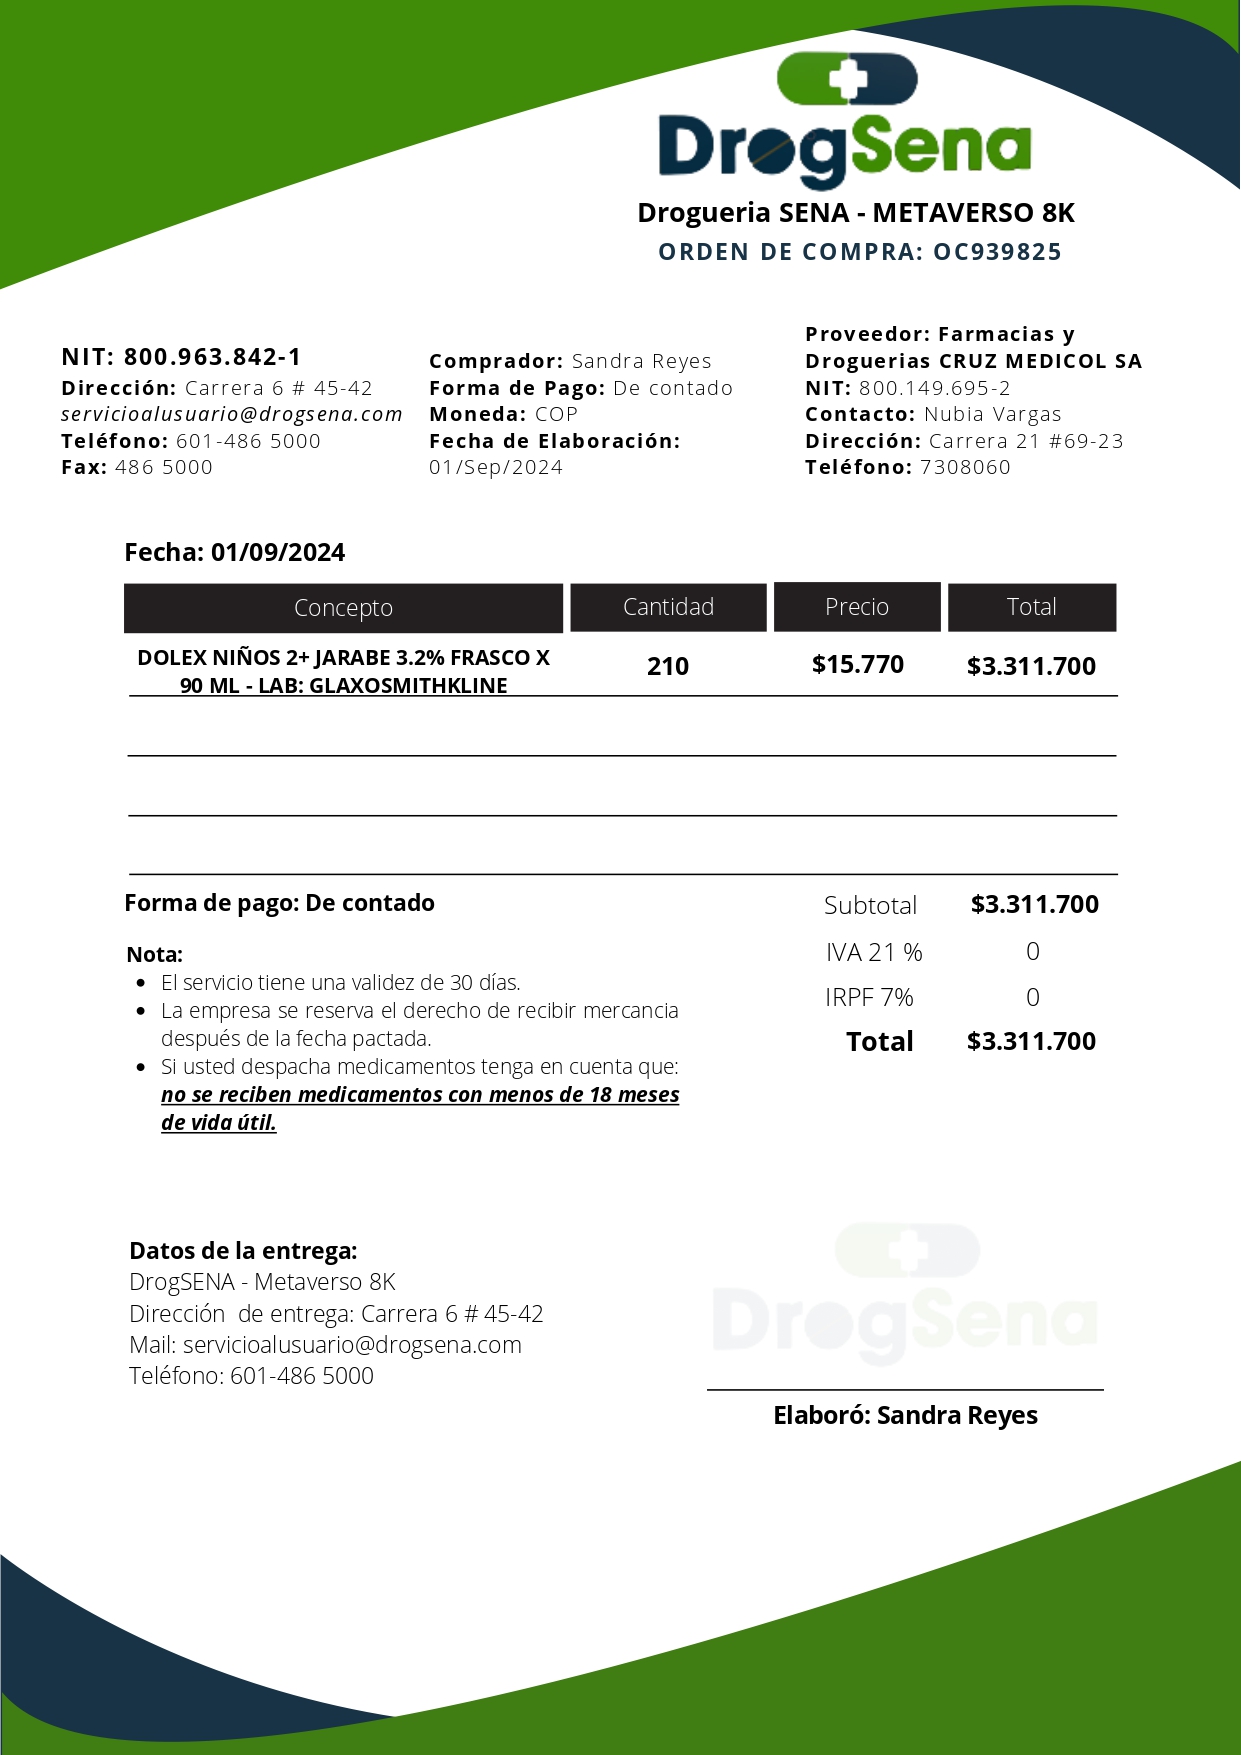 DrogSena
Drogueria SENA - METAVERSO 8K
ORDEN DE COMPRA: OC939825
NIT: 800.963.842-1
Dirección: Carrera 6 # 45-42
servicioalusuario@drogsena.com
Teléfono: 601-486 5000
Fax: 486 5000
Comprador: Sandra Reyes
Forma de Pago: De contado
Moneda: COP
Fecha de Elaboración:
01/Sep/2024
Proveedor: Farmacias y
Droguerias CRUZ MEDICOL SA
NIT: 800.149.695-2
Contacto: Nubia Vargas
Dirección: Carrera 21 #69-23
Teléfono: 7308060
Fecha: 01/09/2024
Concepto Cantidad Precio Total
DOLEX NIÑOS 2+ JARABE 3.2% FRASCO X
90 ML - LAB: GLAXOSMITHKLINE
210 $15.770 $3.311.700
Forma de pago: De contado
Subtotal $3.311.700
IVA 21 % 0
IRPF 7% 0
Total $3.311.700
Nota:
• El servicio tiene una validez de 30 días.
• La empresa se reserva el derecho de recibir mercancia
después de la fecha pactada.
• Si usted despacha medicamentos tenga en cuenta que:
no se reciben medicamentos con menos de 18 meses
de vida útil.
Datos de la entrega:
DrogSENA - Metaverso 8K
Dirección  de entrega: Carrera 6 # 45-42
Mail: servicioalusuario@drogsena.com
Teléfono: 601-486 5000
DrogSena
Elaboró: Sandra Reyes